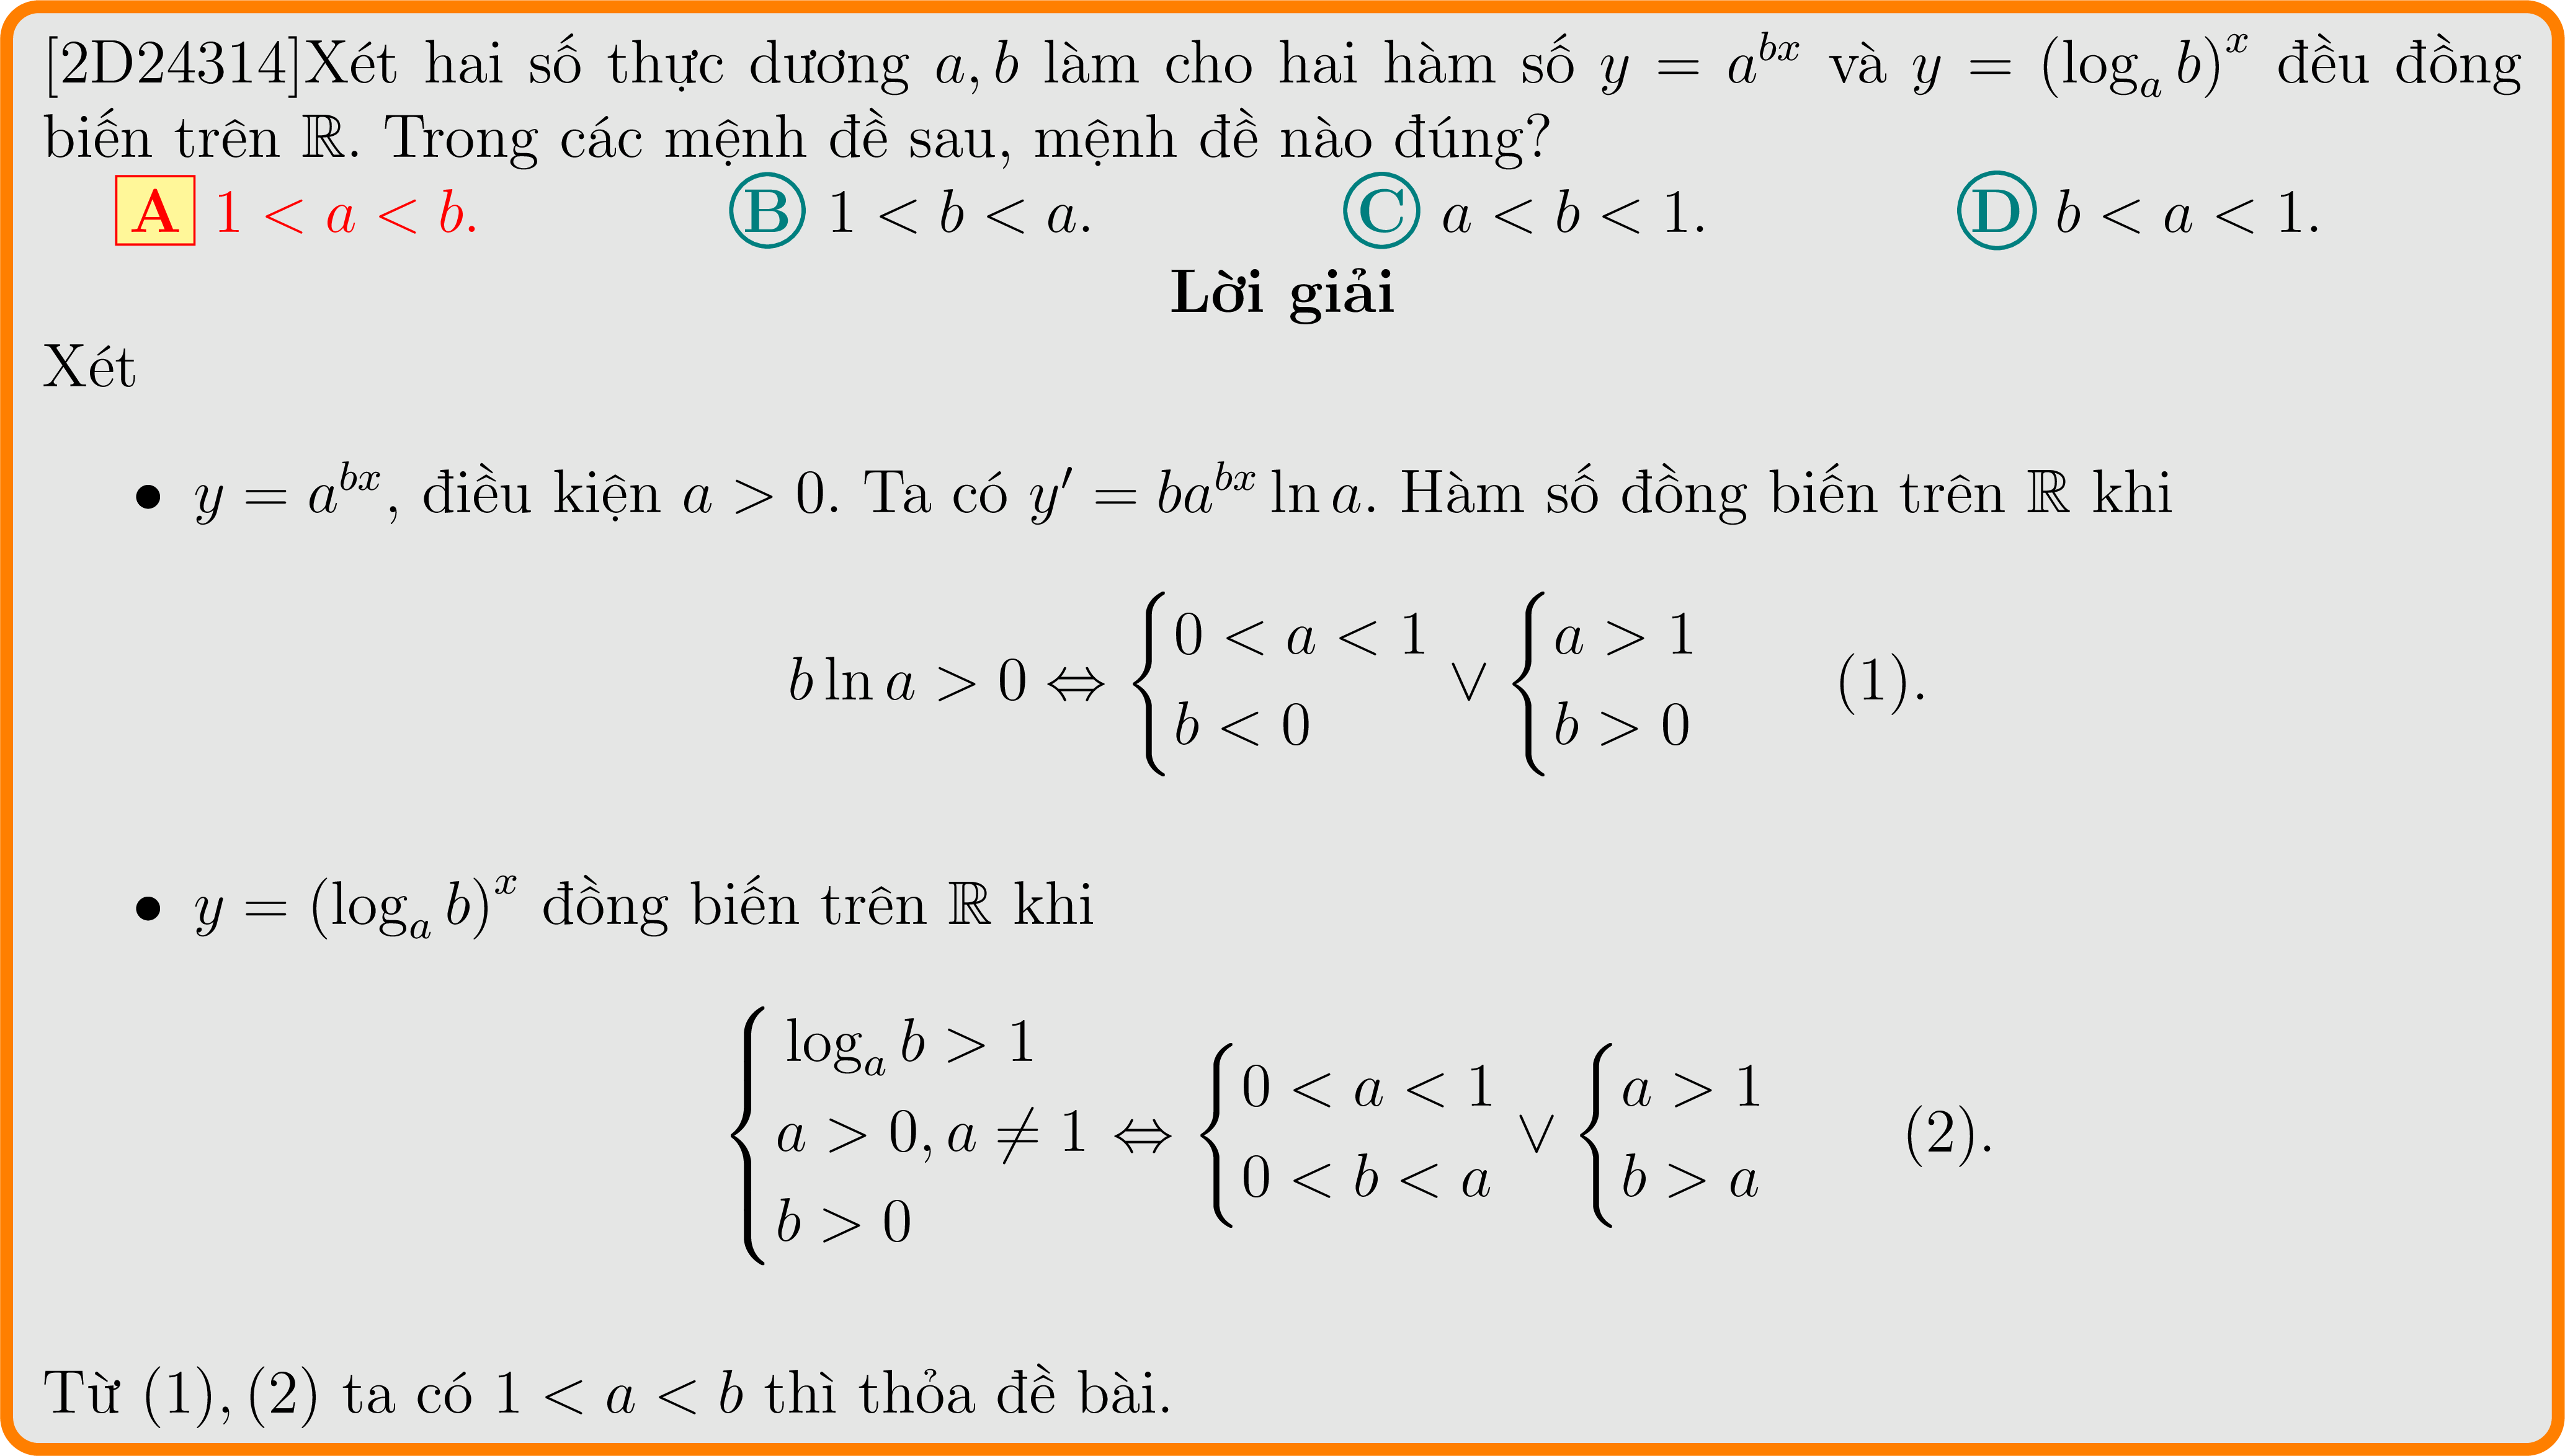 [2D24314]Xét hai số thực dương $a, b$ làm cho hai hàm số $y = a^{bx}$ và $y = (\log_a b)^x$ đều đồng
biến trên $\mathbb{R}$. Trong các mệnh đề sau, mệnh đề nào đúng?
A $1 < a < b$. B $1 < b < a$. C $a < b < 1$. D $b < a < 1$.
Lời giải
Xét
• $y = a^{bx}$, điều kiện $a > 0$. Ta có $y' = ba^{bx} \ln a$. Hàm số đồng biến trên $\mathbb{R}$ khi
$b \ln a > 0 \Leftrightarrow \begin{cases} 0 < a < 1 \\ b < 0 \end{cases} \vee \begin{cases} a > 1 \\ b > 0 \end{cases}$ (1).
• $y = (\log_a b)^x$ đồng biến trên $\mathbb{R}$ khi
$\begin{cases} \log_a b > 1 \\ a > 0, a \neq 1 \\ b > 0 \end{cases} \Leftrightarrow \begin{cases} 0 < a < 1 \\ 0 < b < a \end{cases} \vee \begin{cases} a > 1 \\ b > a \end{cases}$ (2).
Từ (1), (2) ta có $1 < a < b$ thì thỏa đề bài.